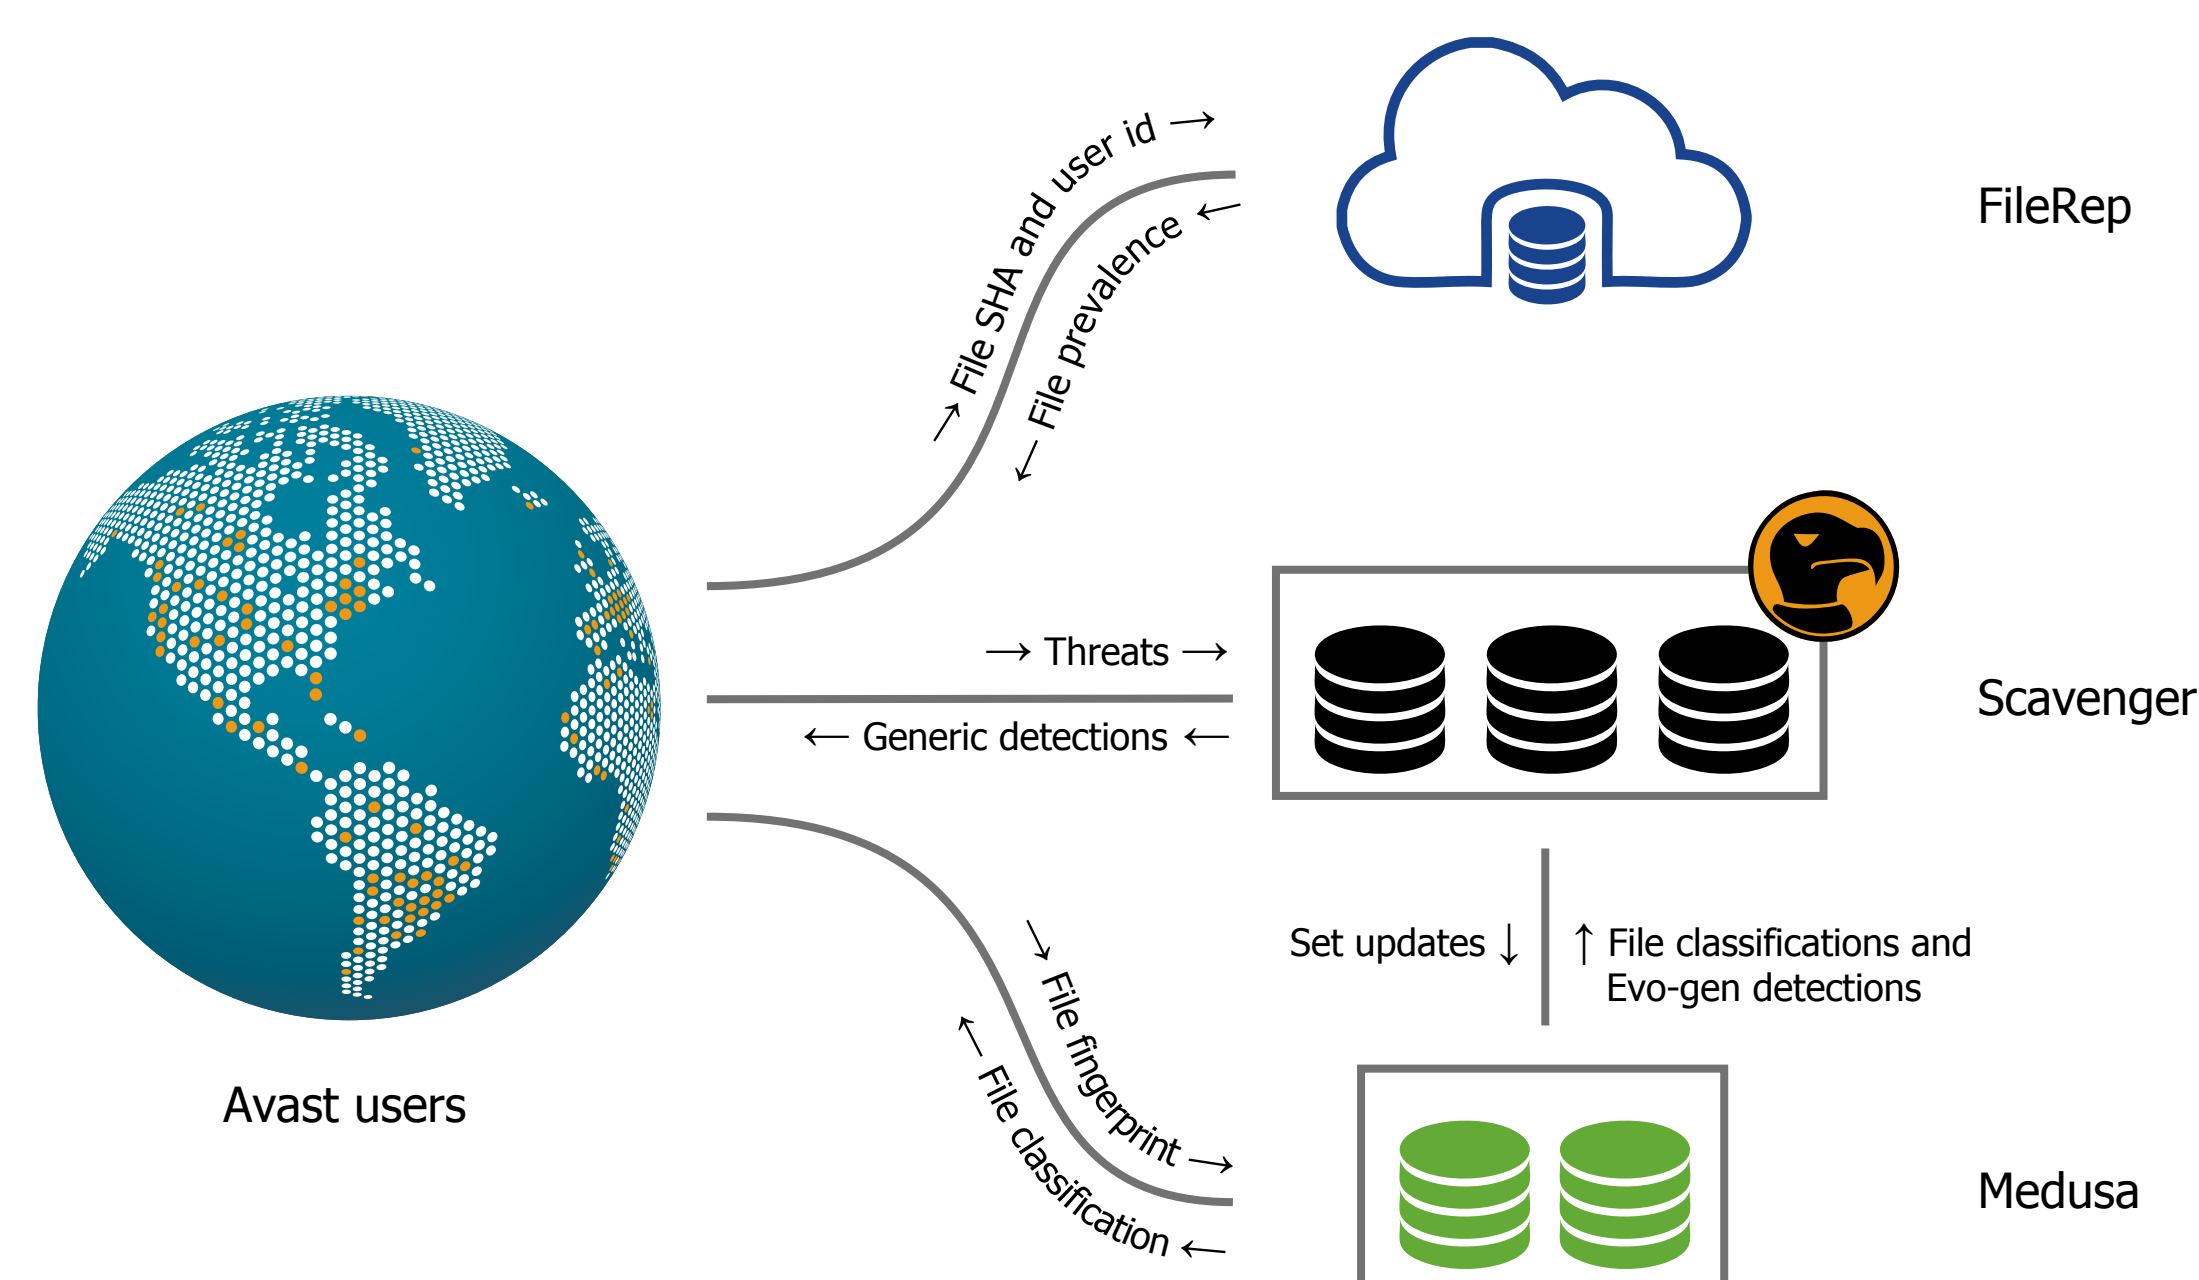 → File SHA and user id →
← File prevalence ←
FileRep
→ Threats →
← Generic detections ←
Scavenger
Set updates ↓
↑ File classifications and
Evo-gen detections
Avast users
→ File fingerprint →
← File classification ←
Medusa